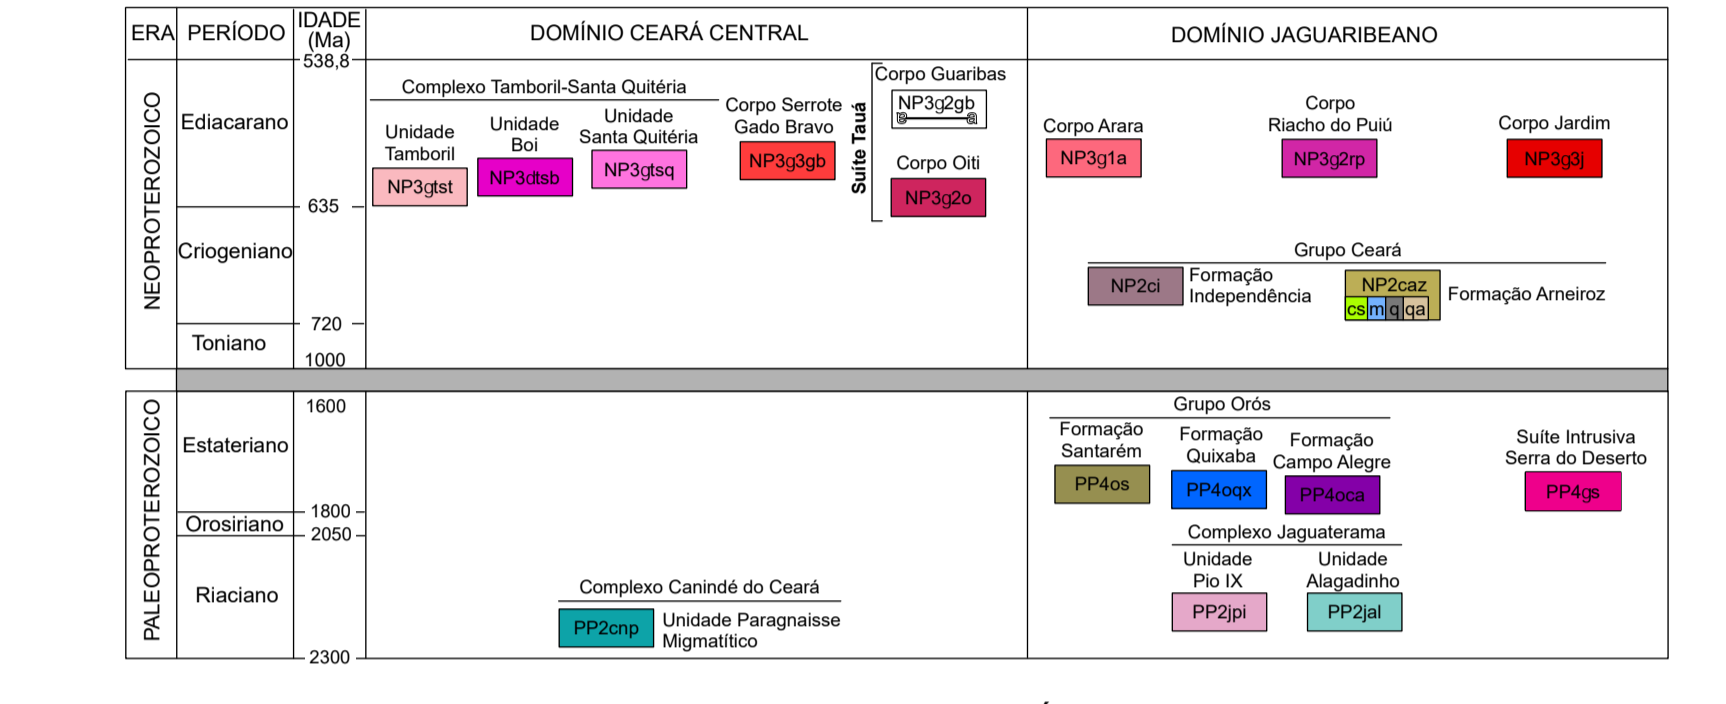 ERA
PERÍODO
IDADE
(Ma)
DOMÍNIO CEARÁ CENTRAL
DOMÍNIO JAGUARIBEANO
538,8
NEOPROTEROZOICO
Ediacarano
635
Criogeniano
720
Toniano
1000
Complexo Tamboril-Santa Quitéria
Unidade
Tamboril
NP3gtst
Unidade
Boi
NP3dtsb
Unidade
Santa Quitéria
NP3gtsq
Corpo Serrote
Gado Bravo
NP3g3gb
Suíte Tauá
Corpo Guaribas
NP3g2gb
a a
Corpo Oiti
NP3g2o
Corpo Arara
NP3g1a
Corpo
Riacho do Puiú
NP3g2rp
Corpo Jardim
NP3g3j
Grupo Ceará
NP2ci
Formação
Independência
NP2caz
cs m q qa
Formação Arneiroz
PALEOPROTEROZOICO
1600
Estateriano
1800
Orosiriano
2050
Riaciano
2300
Complexo Canindé do Ceará
PP2cnp
Unidade Paragnaisse
Migmatítico
Grupo Orós
Formação
Santarém
PP4os
Formação
Quixaba
PP4oqx
Formação
Campo Alegre
PP4oca
Suíte Intrusiva
Serra do Deserto
PP4gs
Complexo Jaguaterama
Unidade
Pio IX
PP2jpi
Unidade
Alagadinho
PP2jal